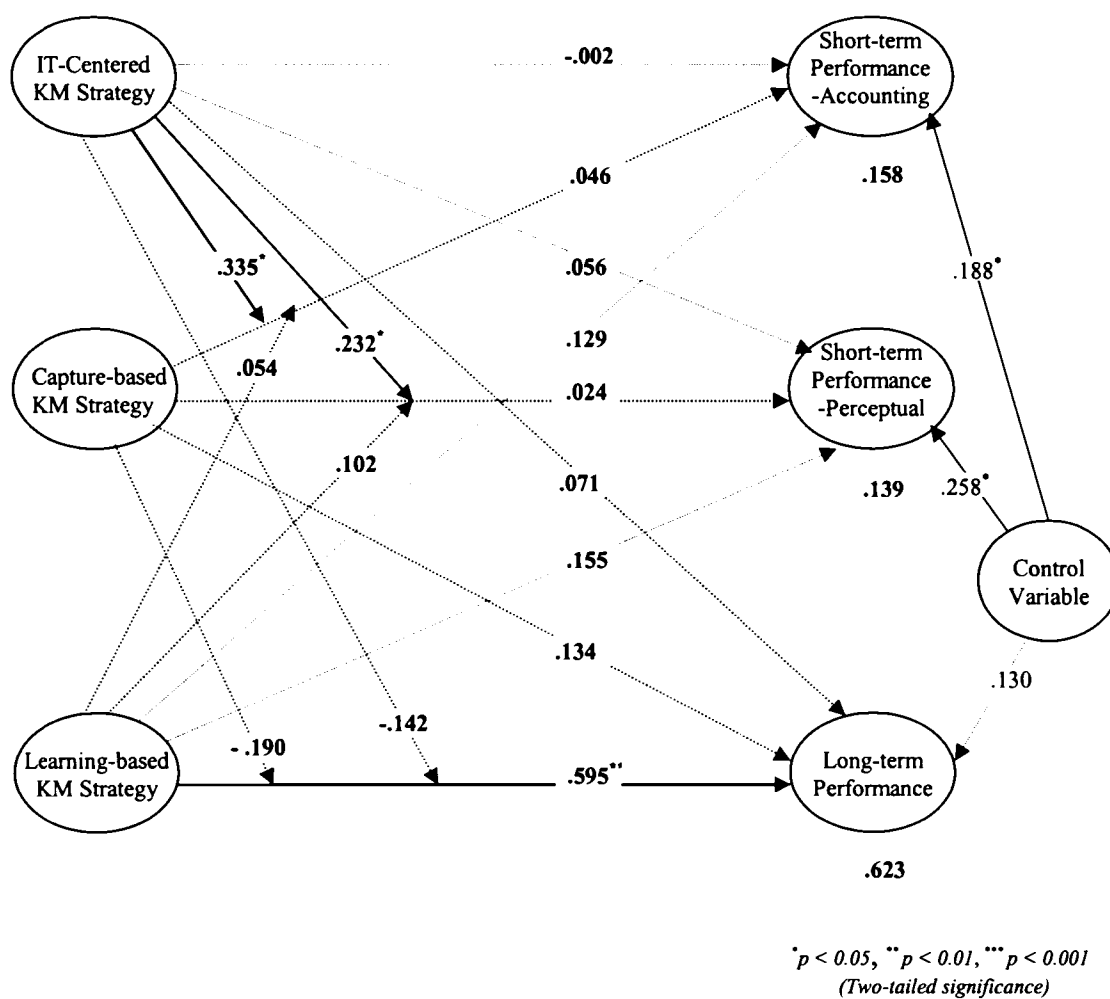 IT-Centered
KM Strategy
-.002
Short-term
Performance
-Accounting
.046
.158
.335*
.056
.188*
.232*
.129
Capture-based
KM Strategy
.054
.024
Short-term
Performance
-Perceptual
.102
.071
.139
.258*
.155
Control
Variable
.134
.130
-.142
- .190
Learning-based
KM Strategy
.595**
Long-term
Performance
.623
*p < 0.05, **p < 0.01, ***p < 0.001
(Two-tailed significance)